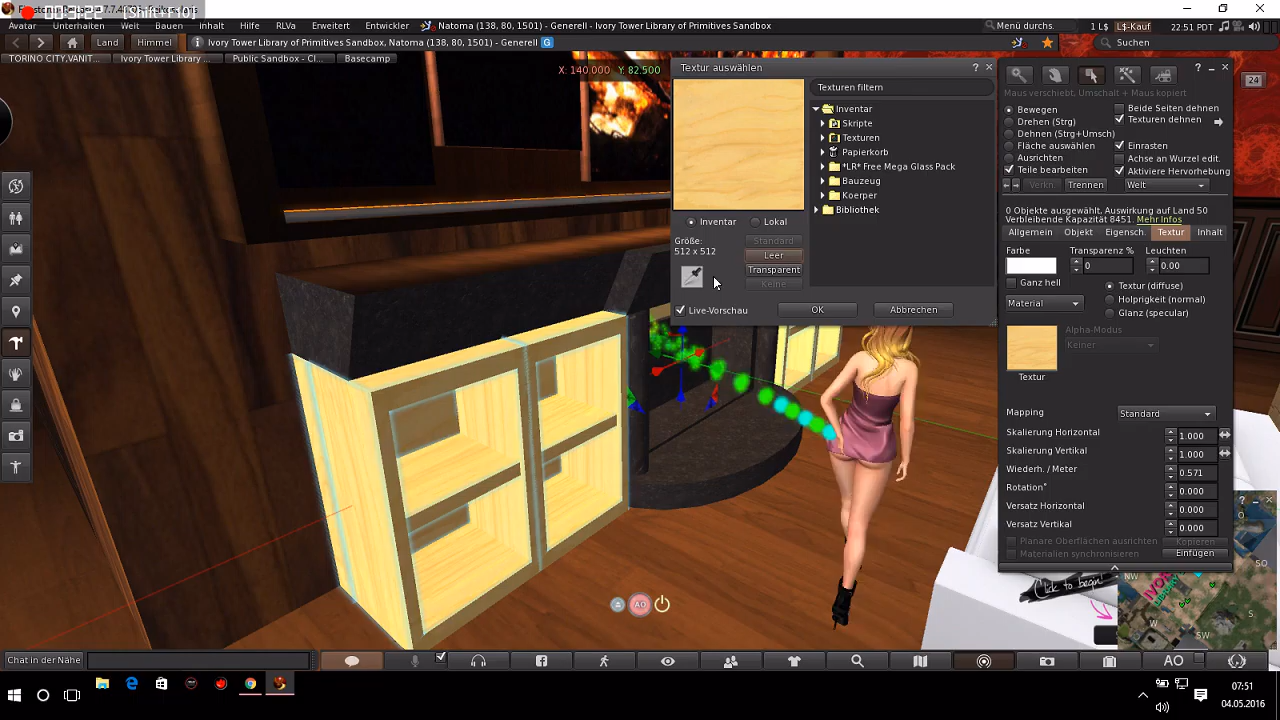 [Shift+F10]
Avatar Unterhalten Welt Bauen Inhalt Hilfe RLVa Erweitert Entwickler Natoma (138, 80, 1501) - Generell - Ivory Tower Library of Primitives Sandbox Menü durchs. 1 L$ L$-Kauf 22:51 PDT
Land Himmel Ivory Tower Library of Primitives Sandbox, Natoma (138, 80, 1501) - Generell G Suchen
TORINO CITY,VANIT... Ivory Tower Library ... Public Sandbox - Cl... Basecamp
X: 140.000 Y: 82.500
24
Textur auswählen ?
Texturen filtern
Inventar
Skripte
Texturen
Papierkorb
*LR* Free Mega Glass Pack
Bauzeug
Koerper
Bibliothek
Inventar Lokal
Größe:
512 x 512
Standard
Leer
Transparent
Keine
Live-Vorschau OK Abbrechen
Maus verschiebt. Umschalt + Maus kopiert
Bewegen
Drehen (Strg)
Dehnen (Strg+Umsch)
Fläche auswählen
Ausrichten
Teile bearbeiten
Beide Seiten dehnen
Texturen dehnen
Einrasten
Achse an Wurzel edit.
Aktiviere Hervorhebung
Verkn Trennen Welt
0 Objekte ausgewählt, Auswirkung auf Land 50
Verbleibende Kapazität 8451. Mehr Infos
Allgemein Objekt Eigensch. Textur Inhalt
Farbe Transparenz % Leuchten
0 0.00
Ganz hell
Textur (diffuse)
Holprigkeit (normal)
Glanz (specular)
Material
Alpha-Modus
Keiner
Textur
Mapping Standard
Skalierung Horizontal 1.000
Skalierung Vertikal 1.000
Wiederh. / Meter 0.571
Rotation° 0.000
Versatz Horizontal 0.000
Versatz Vertikal 0.000
Planare Oberflächen ausrichten Kopieren
Materialien synchronisieren Einfügen
Click to begin!
NW
SO
W
S
SW
AO
Chat in der Nähe
AO
07:51
04.05.2016